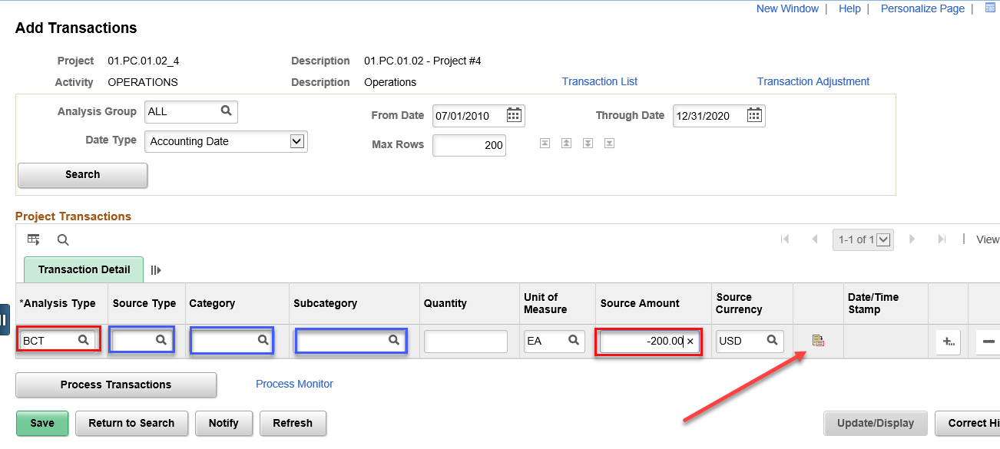 New Window | Help | Personalize Page |
Add Transactions
Project 01.PC.01.02_4 Description 01.PC.01.02 - Project #4
Activity OPERATIONS Description Operations Transaction List Transaction Adjustment
Analysis Group ALL From Date 07/01/2010 Through Date 12/31/2020
Date Type Accounting Date Max Rows 200
Search
Project Transactions
1-1 of 1 | View
Transaction Detail
*Analysis Type Source Type Category Subcategory Quantity Unit of Measure Source Amount Source Currency Date/Time Stamp
BCT EA -200.00 × USD +...
Process Transactions Process Monitor
Save Return to Search Notify Refresh Update/Display Correct Hi